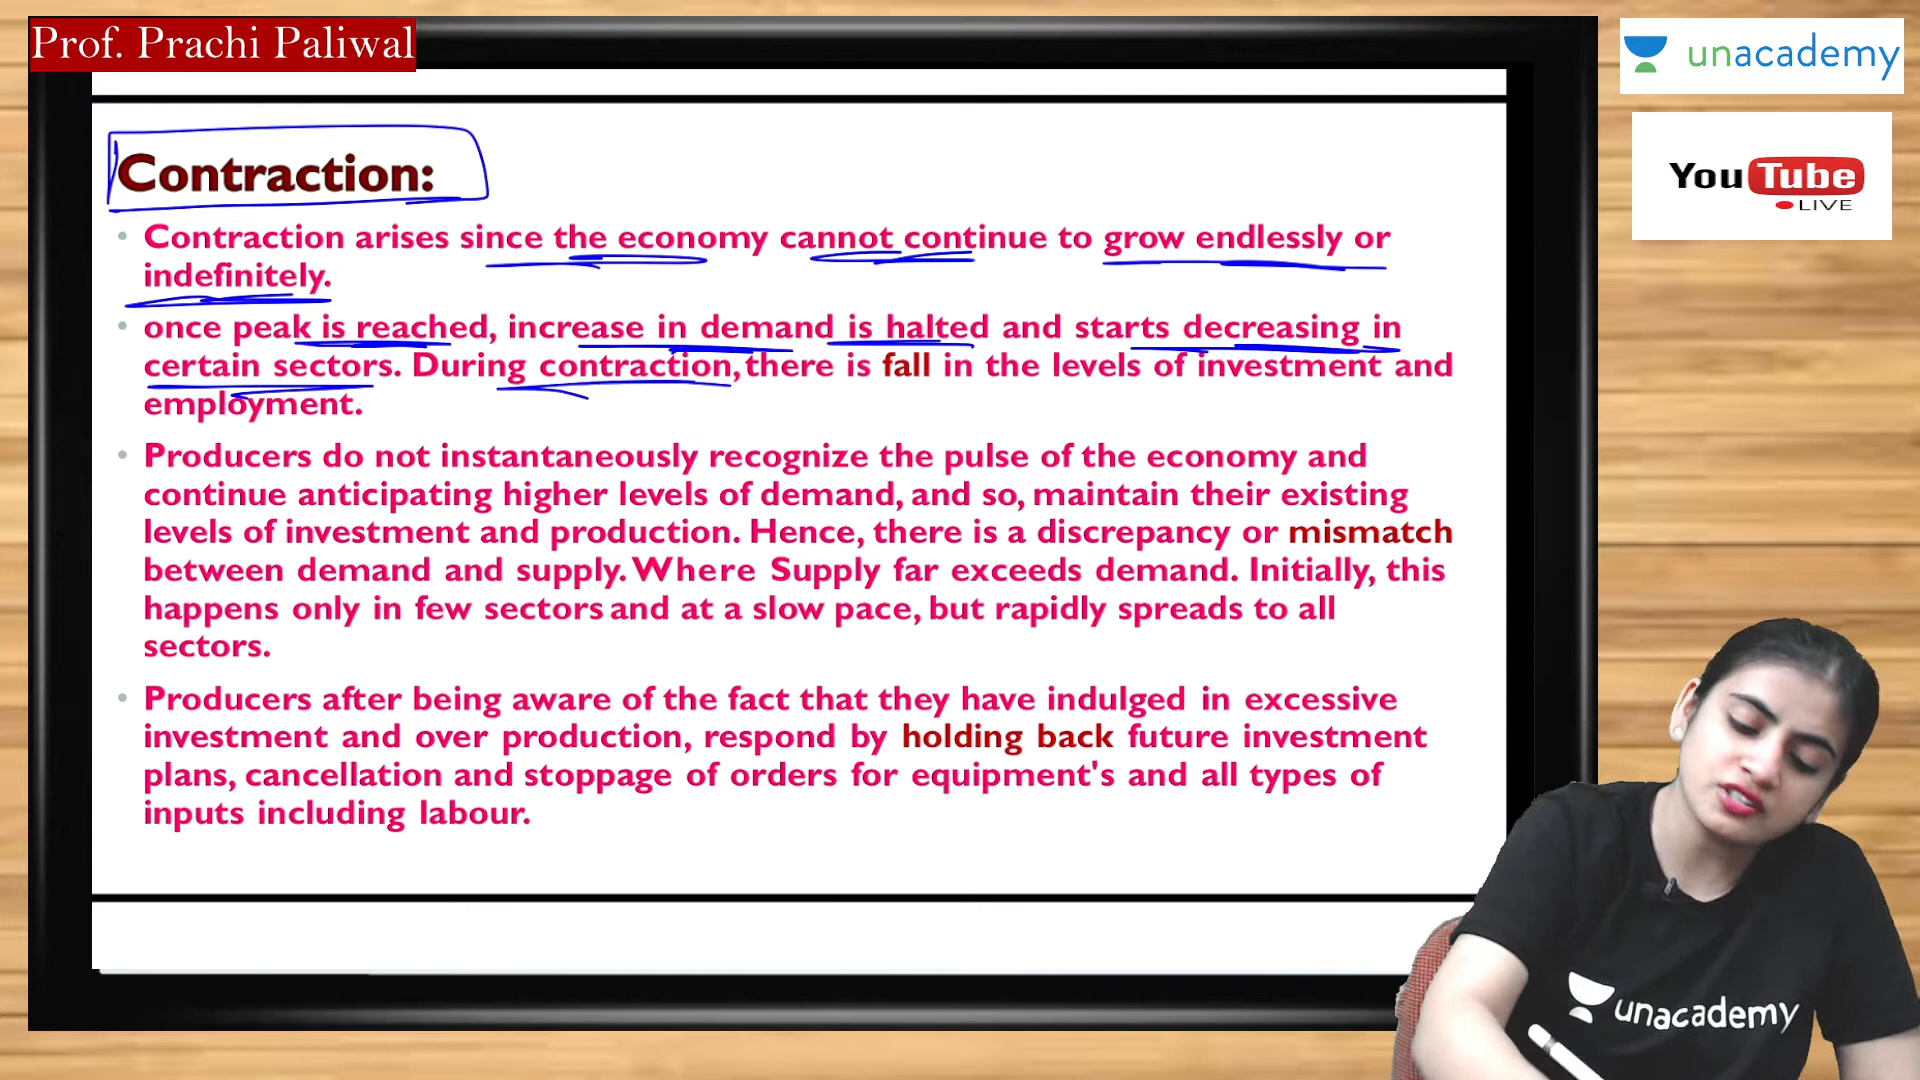 Prof. Prachi Paliwal
unacademy
YouTube
LIVE
Contraction:
• Contraction arises since the economy cannot continue to grow endlessly or
indefinitely.
• once peak is reached, increase in demand is halted and starts decreasing in
certain sectors. During contraction, there is fall in the levels of investment and
employment.
• Producers do not instantaneously recognize the pulse of the economy and
continue anticipating higher levels of demand, and so, maintain their existing
levels of investment and production. Hence, there is a discrepancy or mismatch
between demand and supply. Where Supply far exceeds demand. Initially, this
happens only in few sectors and at a slow pace, but rapidly spreads to all
sectors.
• Producers after being aware of the fact that they have indulged in excessive
investment and over production, respond by holding back future investment
plans, cancellation and stoppage of orders for equipment's and all types of
inputs including labour.
unacademy